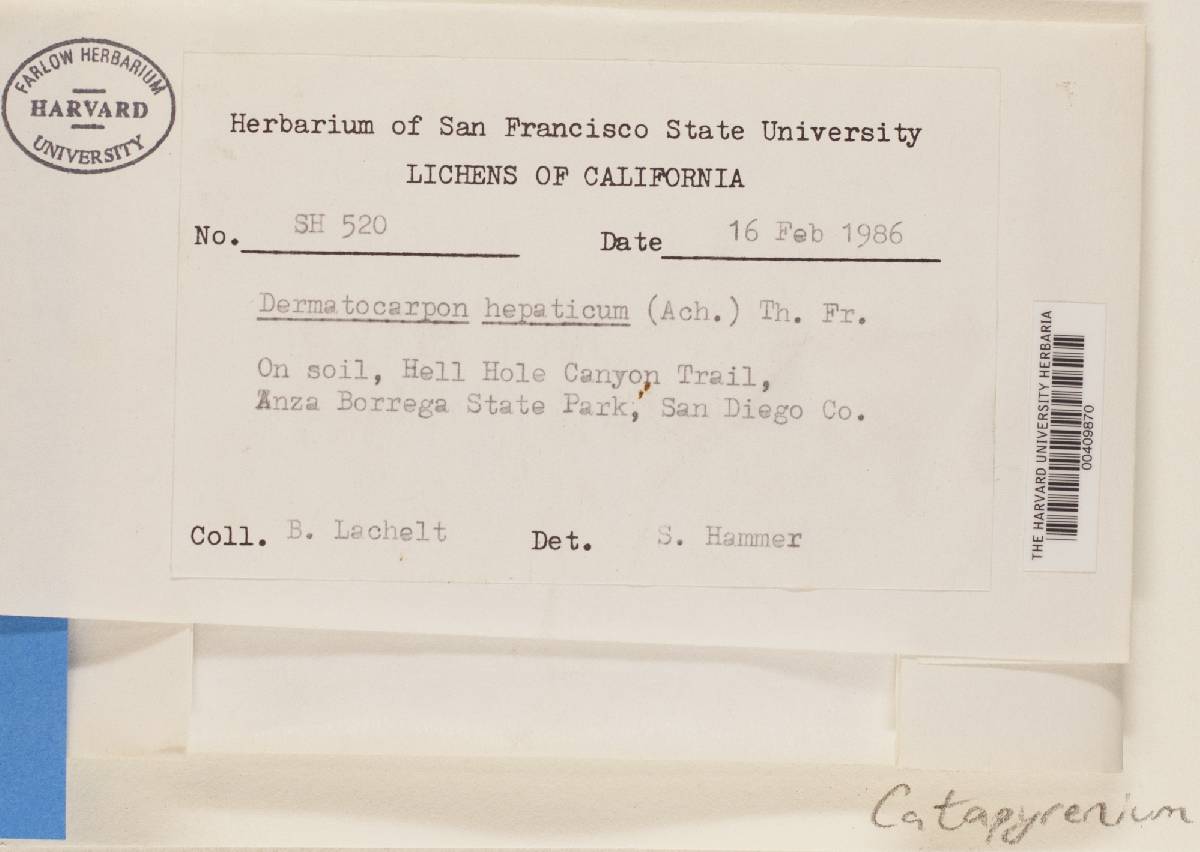 FARLOW HERBARIUM
HARVARD
UNIVERSITY
Herbarium of San Francisco State University
LICHENS OF CALIFORNIA
No. SH 520 Date 16 Feb 1986
Dermatocarpon hepaticum (Ach.) Th. Fr.
On soil, Hell Hole Canyon Trail,
Anza Borrega State Park, San Diego Co.
Coll. B. Lachelt Det. S. Hammer
THE HARVARD UNIVERSITY HERBARIA
00409870
Catapyrenium